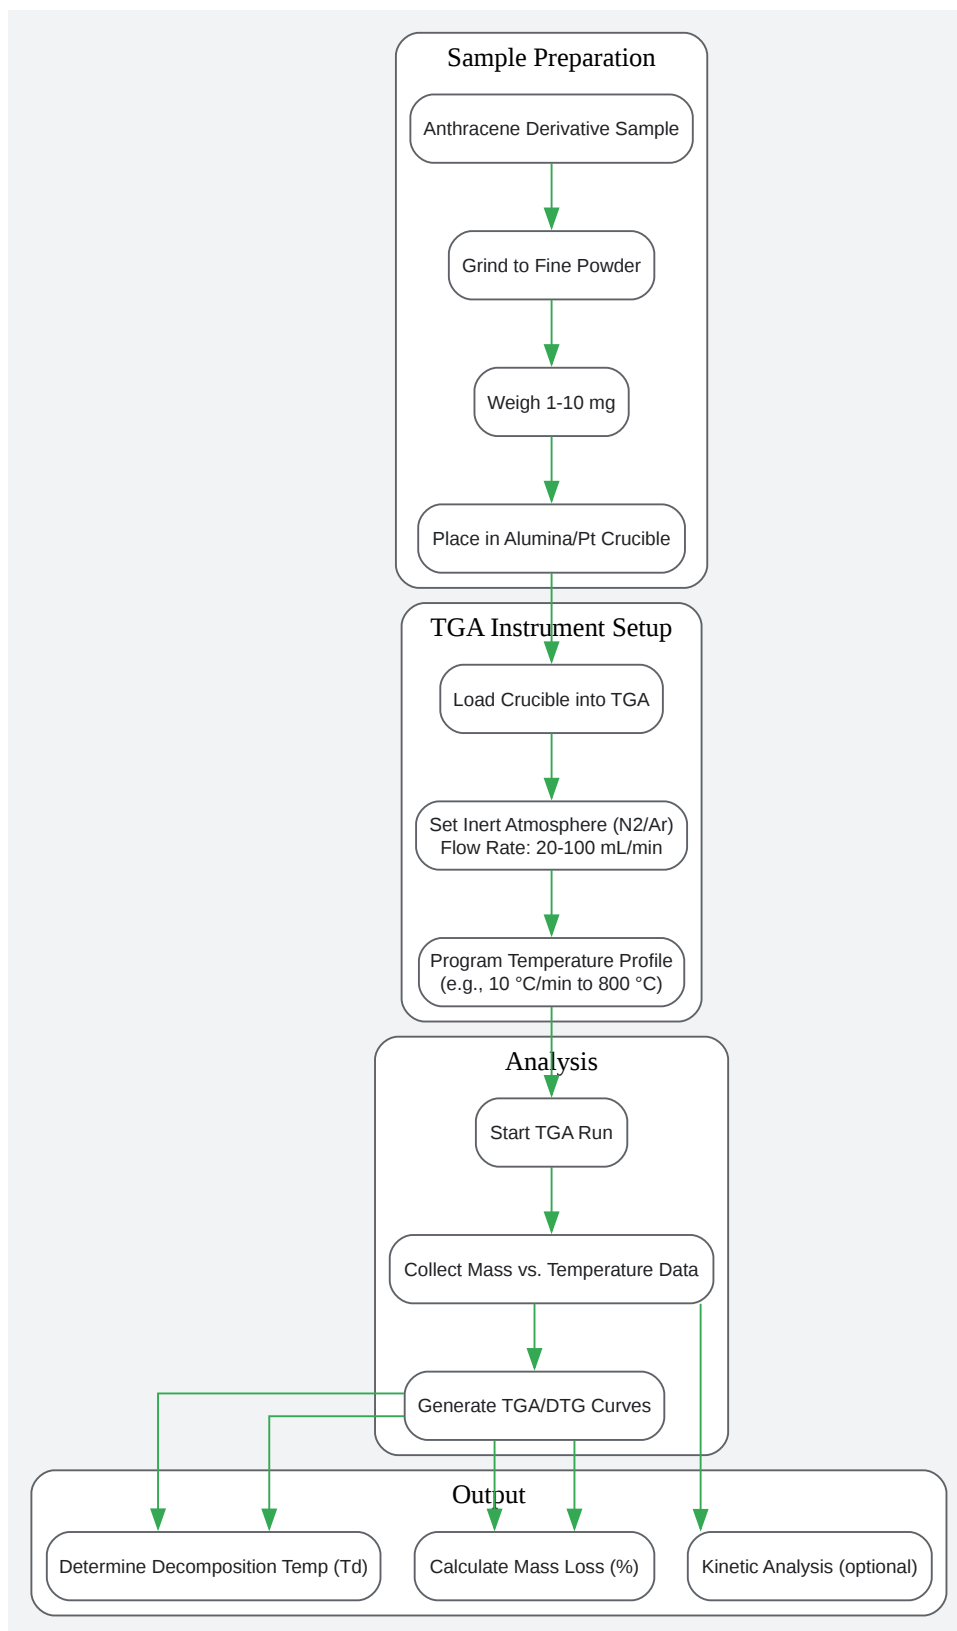 Sample Preparation
Anthracene Derivative Sample
Grind to Fine Powder
Weigh 1-10 mg
Place in Alumina/Pt Crucible
TGA Instrument Setup
Load Crucible into TGA
Set Inert Atmosphere (N2/Ar)
Flow Rate: 20-100 mL/min
Program Temperature Profile
(e.g., 10 °C/min to 800 °C)
Analysis
Start TGA Run
Collect Mass vs. Temperature Data
Generate TGA/DTG Curves
Output
Determine Decomposition Temp (Td)
Calculate Mass Loss (%)
Kinetic Analysis (optional)